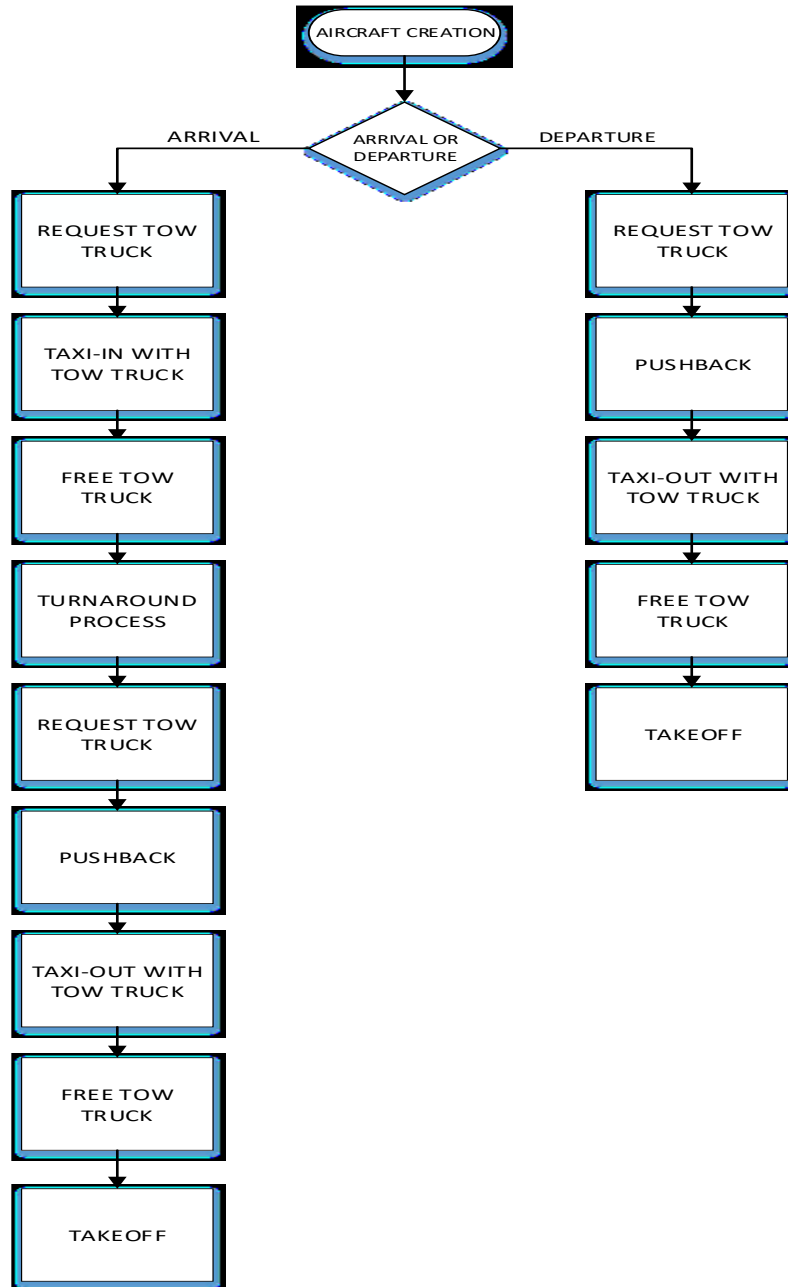 AIRCRAFT CREATION
ARRIVAL OR
DEPARTURE
ARRIVAL
DEPARTURE
REQUEST TOW
TRUCK
TAXI-IN WITH
TOW TRUCK
FREE TOW
TRUCK
TURNAROUND
PROCESS
REQUEST TOW
TRUCK
PUSHBACK
TAXI-OUT WITH
TOW TRUCK
FREE TOW
TRUCK
TAKEOFF
REQUEST TOW
TRUCK
PUSHBACK
TAXI-OUT WITH
TOW TRUCK
FREE TOW
TRUCK
TAKEOFF